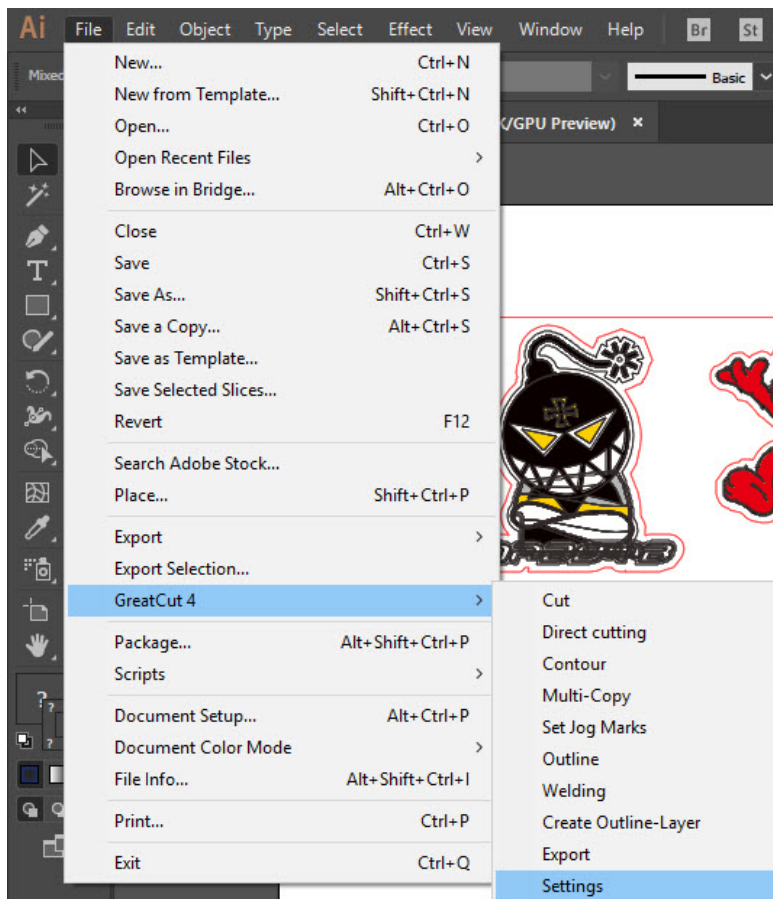 Ai File Edit Object Type Select Effect View Window Help Br St
Mixed
Basic
K/GPU Preview) ×
New... Ctrl+N
New from Template... Shift+Ctrl+N
Open... Ctrl+O
Open Recent Files >
Browse in Bridge... Alt+Ctrl+O
Close Ctrl+W
Save Ctrl+S
Save As... Shift+Ctrl+S
Save a Copy... Alt+Ctrl+S
Save as Template...
Save Selected Slices...
Revert F12
Search Adobe Stock...
Place... Shift+Ctrl+P
Export >
Export Selection...
GreatCut 4 >
Package... Alt+Shift+Ctrl+P
Scripts >
Document Setup... Alt+Ctrl+P
Document Color Mode >
File Info... Alt+Shift+Ctrl+I
Print... Ctrl+P
Exit Ctrl+Q
Cut
Direct cutting
Contour
Multi-Copy
Set Jog Marks
Outline
Welding
Create Outline-Layer
Export
Settings